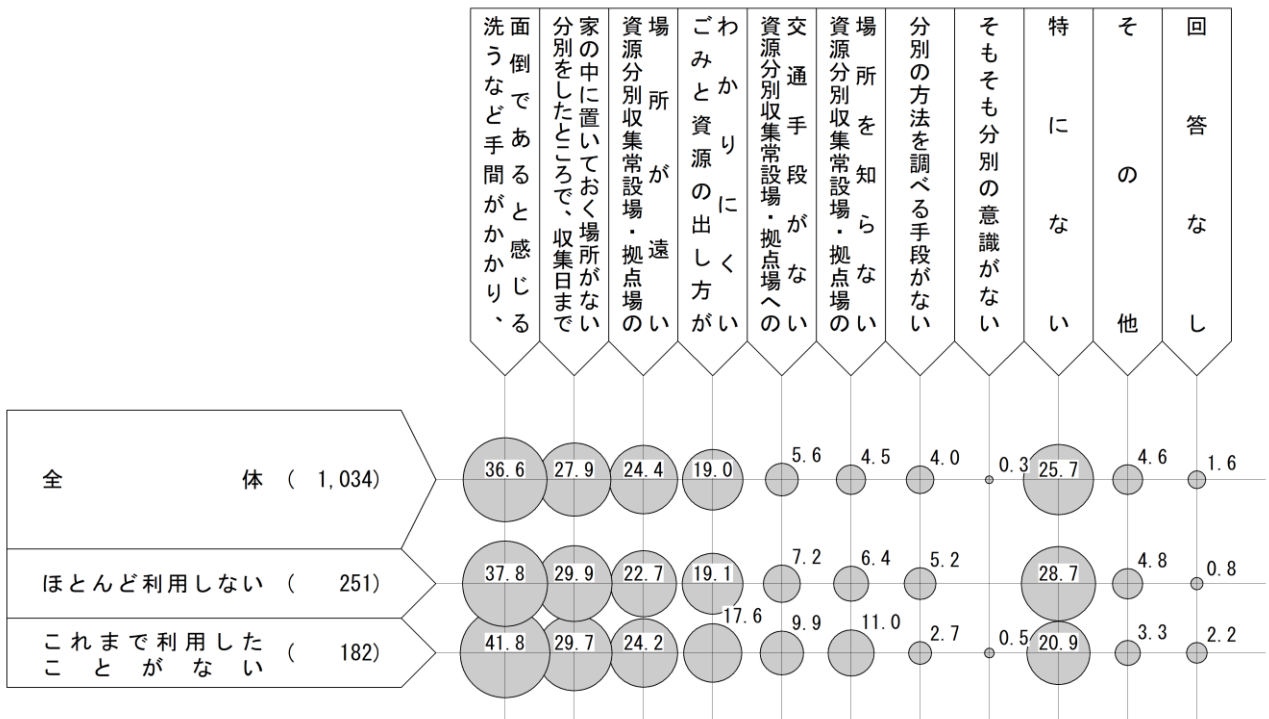 洗うなど手間がかかり、
面倒であると感じる
分別をしたところで、収集日まで
家の中に置いておく場所がない
資源分別収集常設場・拠点場の
場所が遠い
ごみと資源の出し方が
わかりにくい
資源分別収集常設場・拠点場への
交通手段がない
資源分別収集常設場・拠点場の
場所を知らない
分別の方法を調べる手段がない
そもそも分別の意識がない
特にない
その他
回答なし
全体 (1,034) 36.6 27.9 24.4 19.0 5.6 4.5 4.0 0.3 25.7 4.6 1.6
ほとんど利用しない (251) 37.8 29.9 22.7 19.1 7.2 6.4 5.2 28.7 4.8 0.8
これまで利用した
ことがない (182) 41.8 29.7 24.2 17.6 9.9 11.0 2.7 0.5 20.9 3.3 2.2